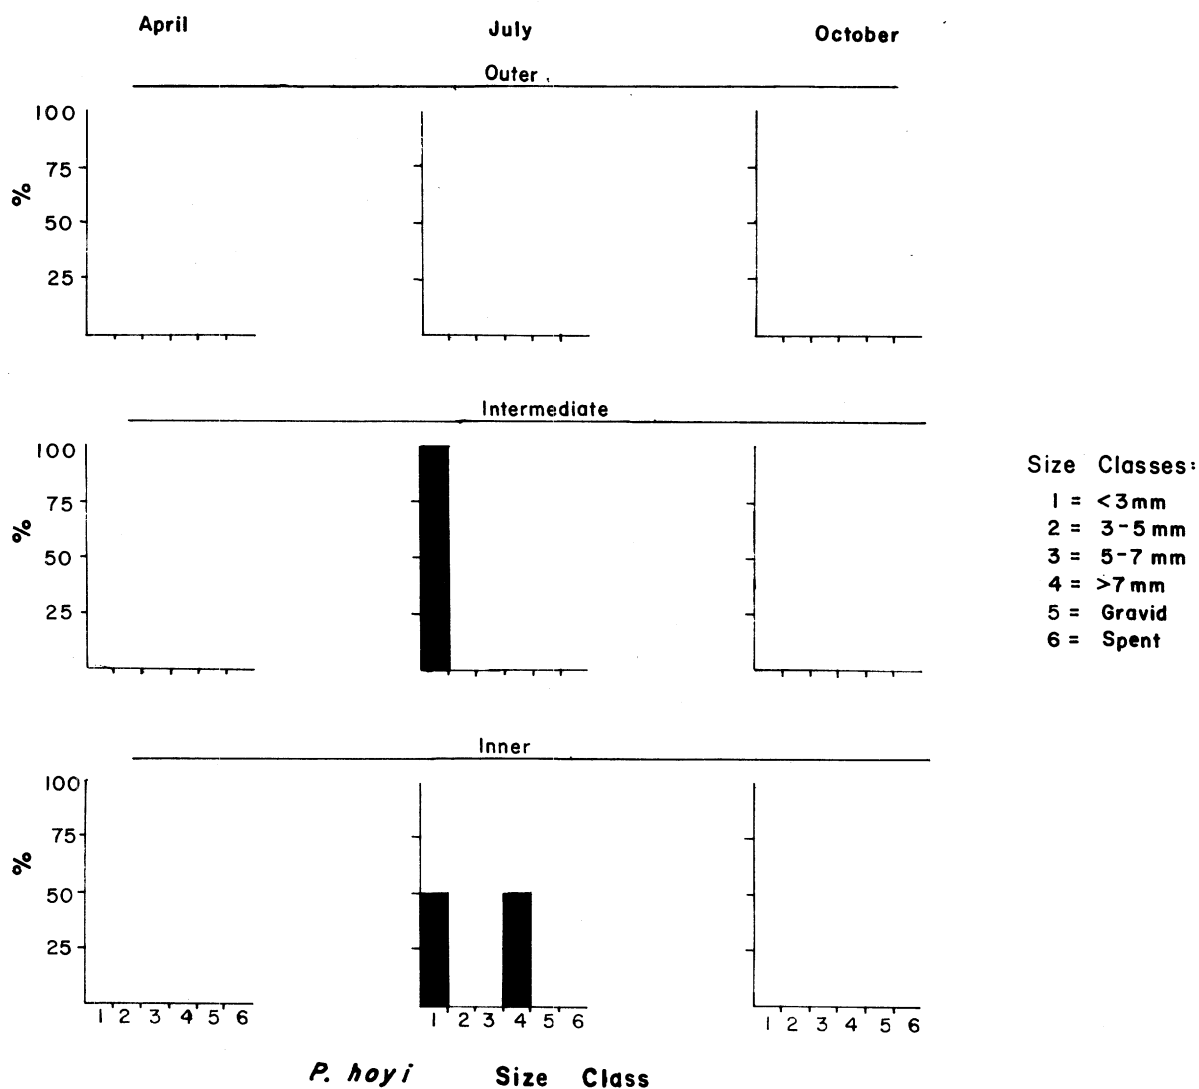 April July October
Outer
100
75
50
25
%
Intermediate
100
75
50
25
%
Size Classes:
1 = <3mm
2 = 3-5 mm
3 = 5-7 mm
4 = >7mm
5 = Gravid
6 = Spent
Inner
100
75
50
25
%
1 2 3 4 5 6 1 2 3 4 5 6 1 2 3 4 5 6
P. hoyi Size Class